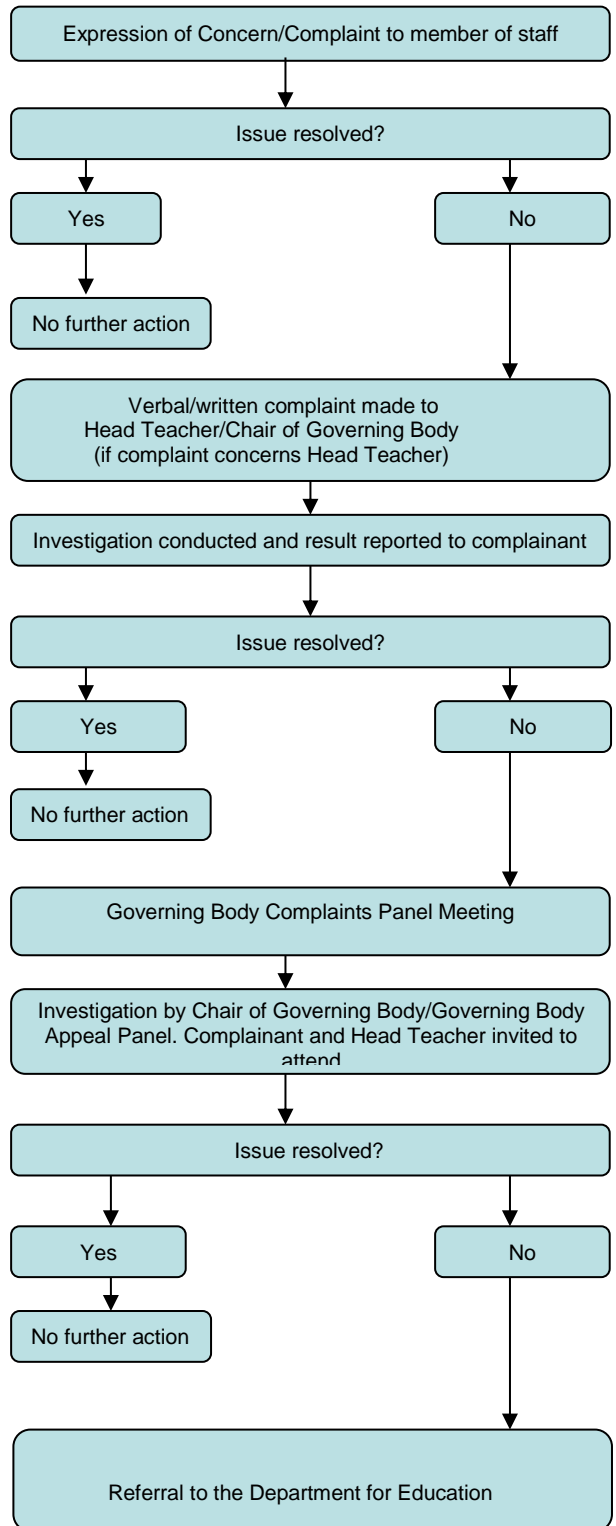 Expression of Concern/Complaint to member of staff
Issue resolved?
Yes
No
No further action
Verbal/written complaint made to
Head Teacher/Chair of Governing Body
(if complaint concerns Head Teacher)
Investigation conducted and result reported to complainant
Issue resolved?
Yes
No
No further action
Governing Body Complaints Panel Meeting
Investigation by Chair of Governing Body/Governing Body
Appeal Panel. Complainant and Head Teacher invited to
attend
Issue resolved?
Yes
No
No further action
Referral to the Department for Education